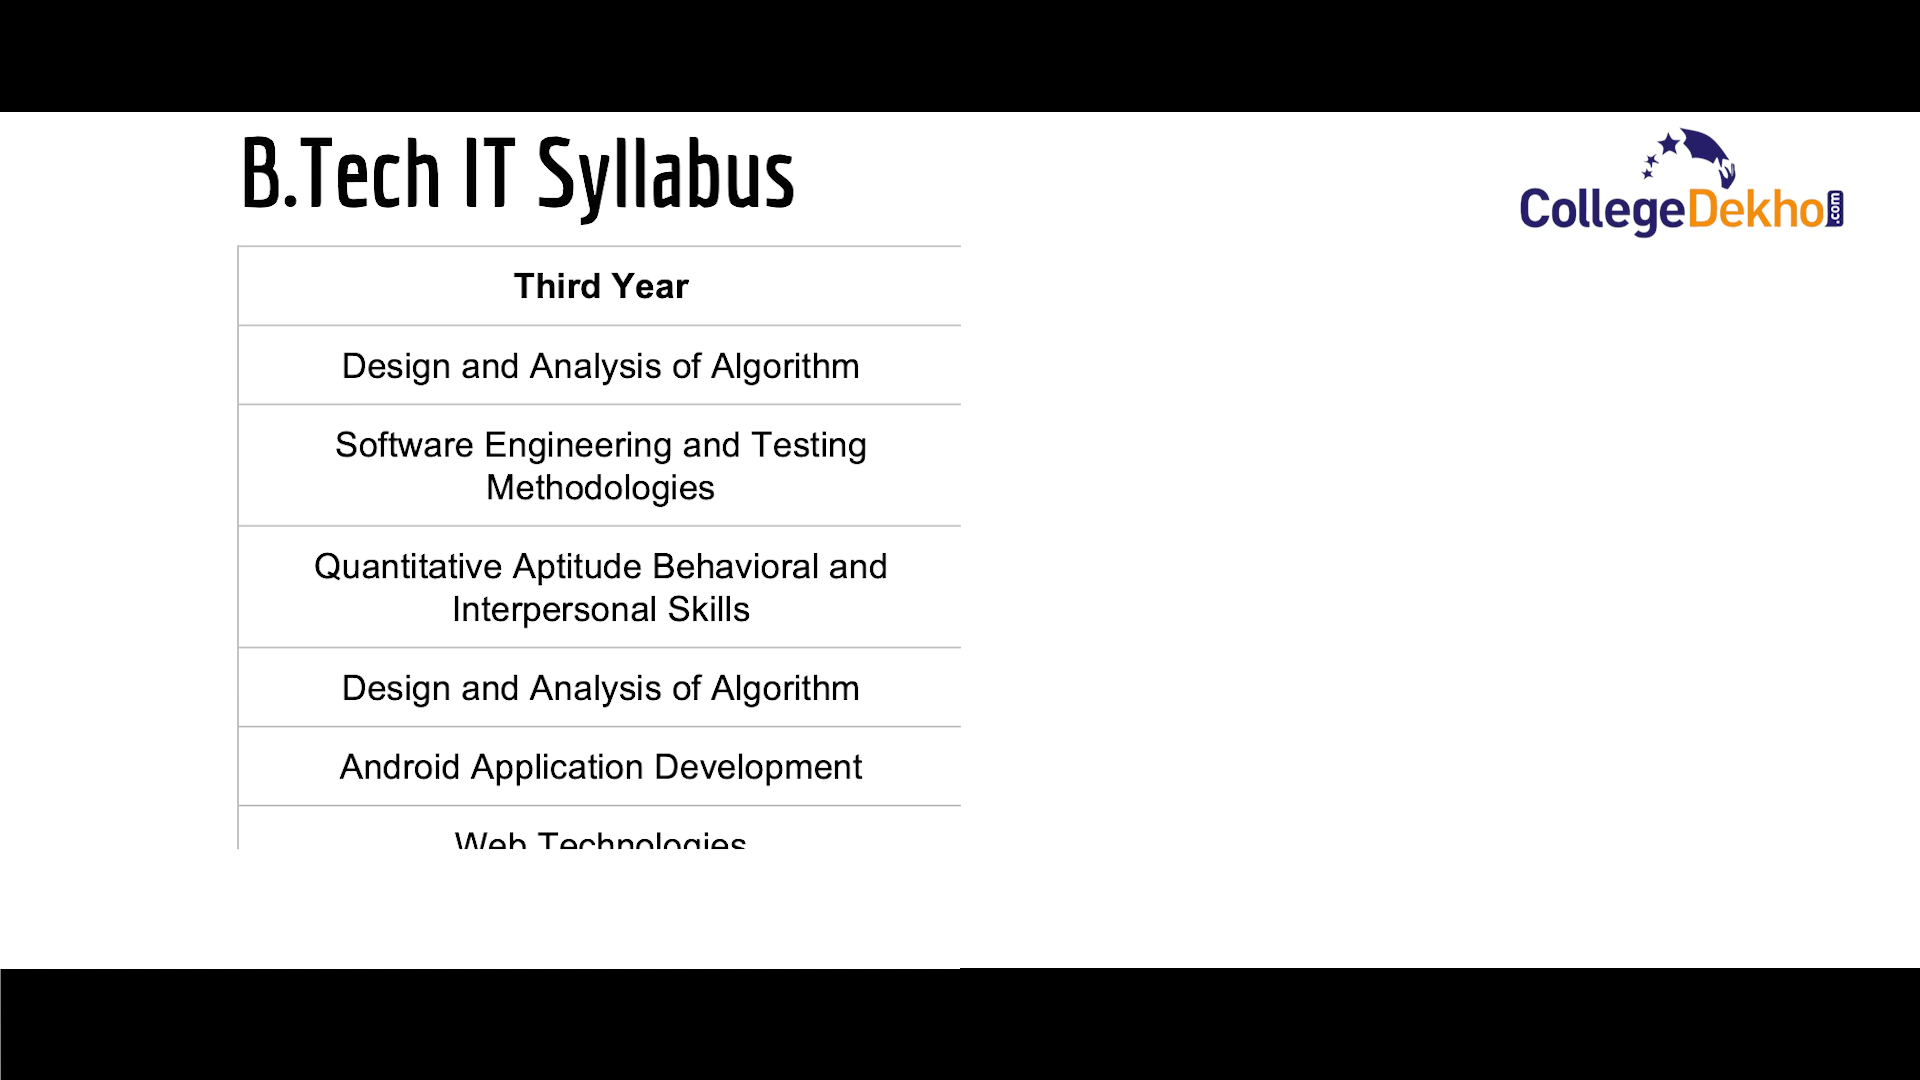 B.Tech IT Syllabus
CollegeDekho.com
Third Year
Design and Analysis of Algorithm
Software Engineering and Testing
Methodologies
Quantitative Aptitude Behavioral and
Interpersonal Skills
Design and Analysis of Algorithm
Android Application Development
Web Technologies